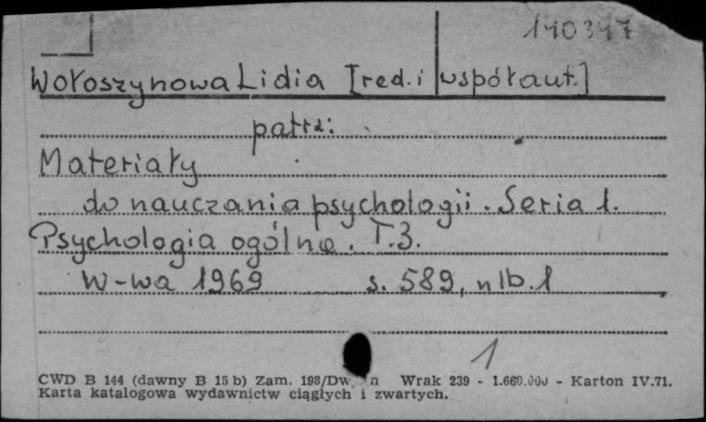 140347
Wołoszynowa Lidia [red. i współaut.]
patrz:
Materiały
do nauczania psychologii. Seria 1.
Psychologia ogólna. T.3.
W-wa 1969 s. 589, nlb. 1
1
CWD B 144 (dawny B 15 b) Zam. 198/Dw. n Wrak 239 - 1.660.000 - Karton IV.71.
Karta katalogowa wydawnictw ciągłych i zwartych.